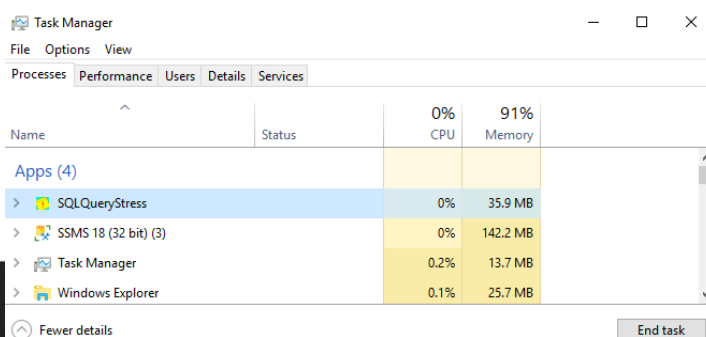 Task Manager
File Options View
Processes Performance Users Details Services
0% 91%
Name Status CPU Memory
Apps (4)
SQLQueryStress 0% 35.9 MB
SSMS 18 (32 bit) (3) 0% 142.2 MB
Task Manager 0.2% 13.7 MB
Windows Explorer 0.1% 25.7 MB
Fewer details End task